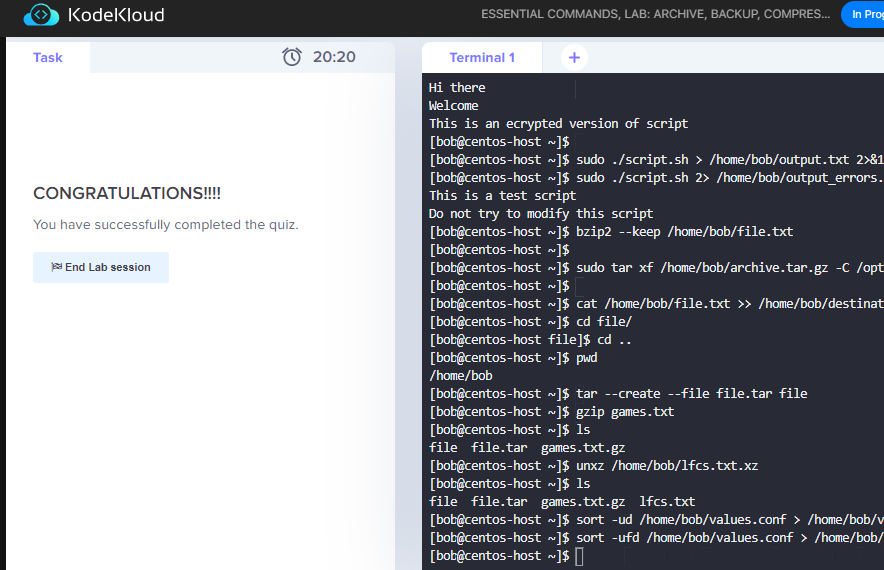 KodeKloud
ESSENTIAL COMMANDS, LAB: ARCHIVE, BACKUP, COMPRES...
In Prog
Task
20:20
Terminal 1
+
CONGRATULATIONS!!!!
You have successfully completed the quiz.
End Lab session
Hi there
Welcome
This is an ecrypted version of script
[bob@centos-host ~]$
[bob@centos-host ~]$ sudo ./script.sh > /home/bob/output.txt 2>&1
[bob@centos-host ~]$ sudo ./script.sh 2> /home/bob/output_errors.
This is a test script
Do not try to modify this script
[bob@centos-host ~]$ bzip2 --keep /home/bob/file.txt
[bob@centos-host ~]$
[bob@centos-host ~]$ sudo tar xf /home/bob/archive.tar.gz -C /opt
[bob@centos-host ~]$
[bob@centos-host ~]$ cat /home/bob/file.txt >> /home/bob/destinat
[bob@centos-host ~]$ cd file/
[bob@centos-host file]$ cd ..
[bob@centos-host ~]$ pwd
/home/bob
[bob@centos-host ~]$ tar --create --file file.tar file
[bob@centos-host ~]$ gzip games.txt
[bob@centos-host ~]$ ls
file  file.tar  games.txt.gz
[bob@centos-host ~]$ unxz /home/bob/lfcs.txt.xz
[bob@centos-host ~]$ ls
file  file.tar  games.txt.gz  lfcs.txt
[bob@centos-host ~]$ sort -ud /home/bob/values.conf > /home/bob/v
[bob@centos-host ~]$ sort -ufd /home/bob/values.conf > /home/bob/
[bob@centos-host ~]$